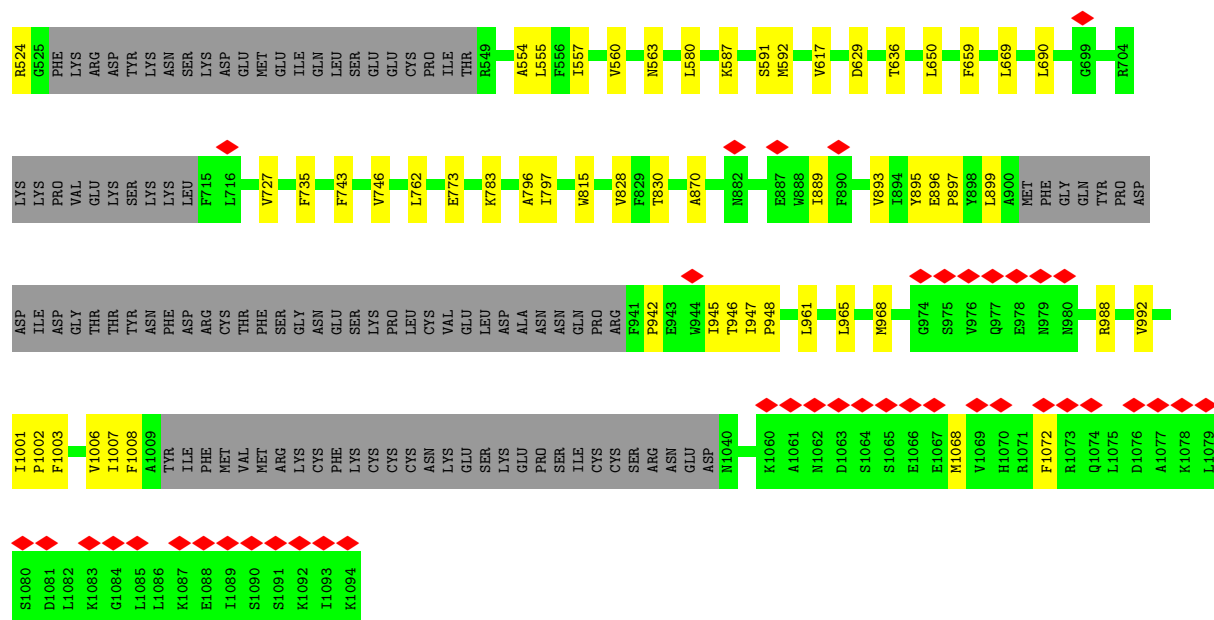 R524 G525 PHE LYS ARG ASP TYR LYS ASN SER LYS ASP GLU MET GLU ILE GLN LEU SER GLU GLU CYS PRO ILE THR R549 A554 L555 F556 I557 V560 N563 L580 K587 S591 M592 V617 D629 T636 L650 F659 L669 L690 G699 R704
LYS LYS PRO VAL GLU LYS SER LYS LYS LEU F715 L716 V727 F735 F743 V746 L762 E773 K783 A796 I797 W815 V828 F829 T830 A870 N882 E887 W888 I889 F890 V893 I894 Y895 E896 P897 Y898 L899 A900 MET PHE GLY GLN TYR PRO ASP
ASP ILE ASP GLY THR THR TYR ASN PHE ASP ARG CYS THR PHE SER GLY ASN GLU SER LYS PRO LEU CYS VAL GLU LEU ASP ALA ASN ASN GLN PRO ARG F941 P942 E943 W944 I945 T946 I947 P948 L961 L965 M968 G974 S975 V976 Q977 E978 N979 N980 R988 V992
I1001 P1002 F1003 V1006 I1007 F1008 A1009 TYR ILE PHE MET VAL MET ARG LYS CYS PHE LYS CYS CYS CYS ASN LYS GLU SER LYS GLU PRO SER ILE CYS CYS SER ARG ASN GLU ASP N1040 K1060 A1061 N1062 D1063 S1064 S1065 E1066 E1067 M1068 V1069 H1070 R1071 F1072 R1073 Q1074 L1075 D1076 A1077 K1078 L1079
S1080 D1081 L1082 K1083 G1084 L1085 L1086 K1087 E1088 I1089 S1090 S1091 K1092 I1093 K1094